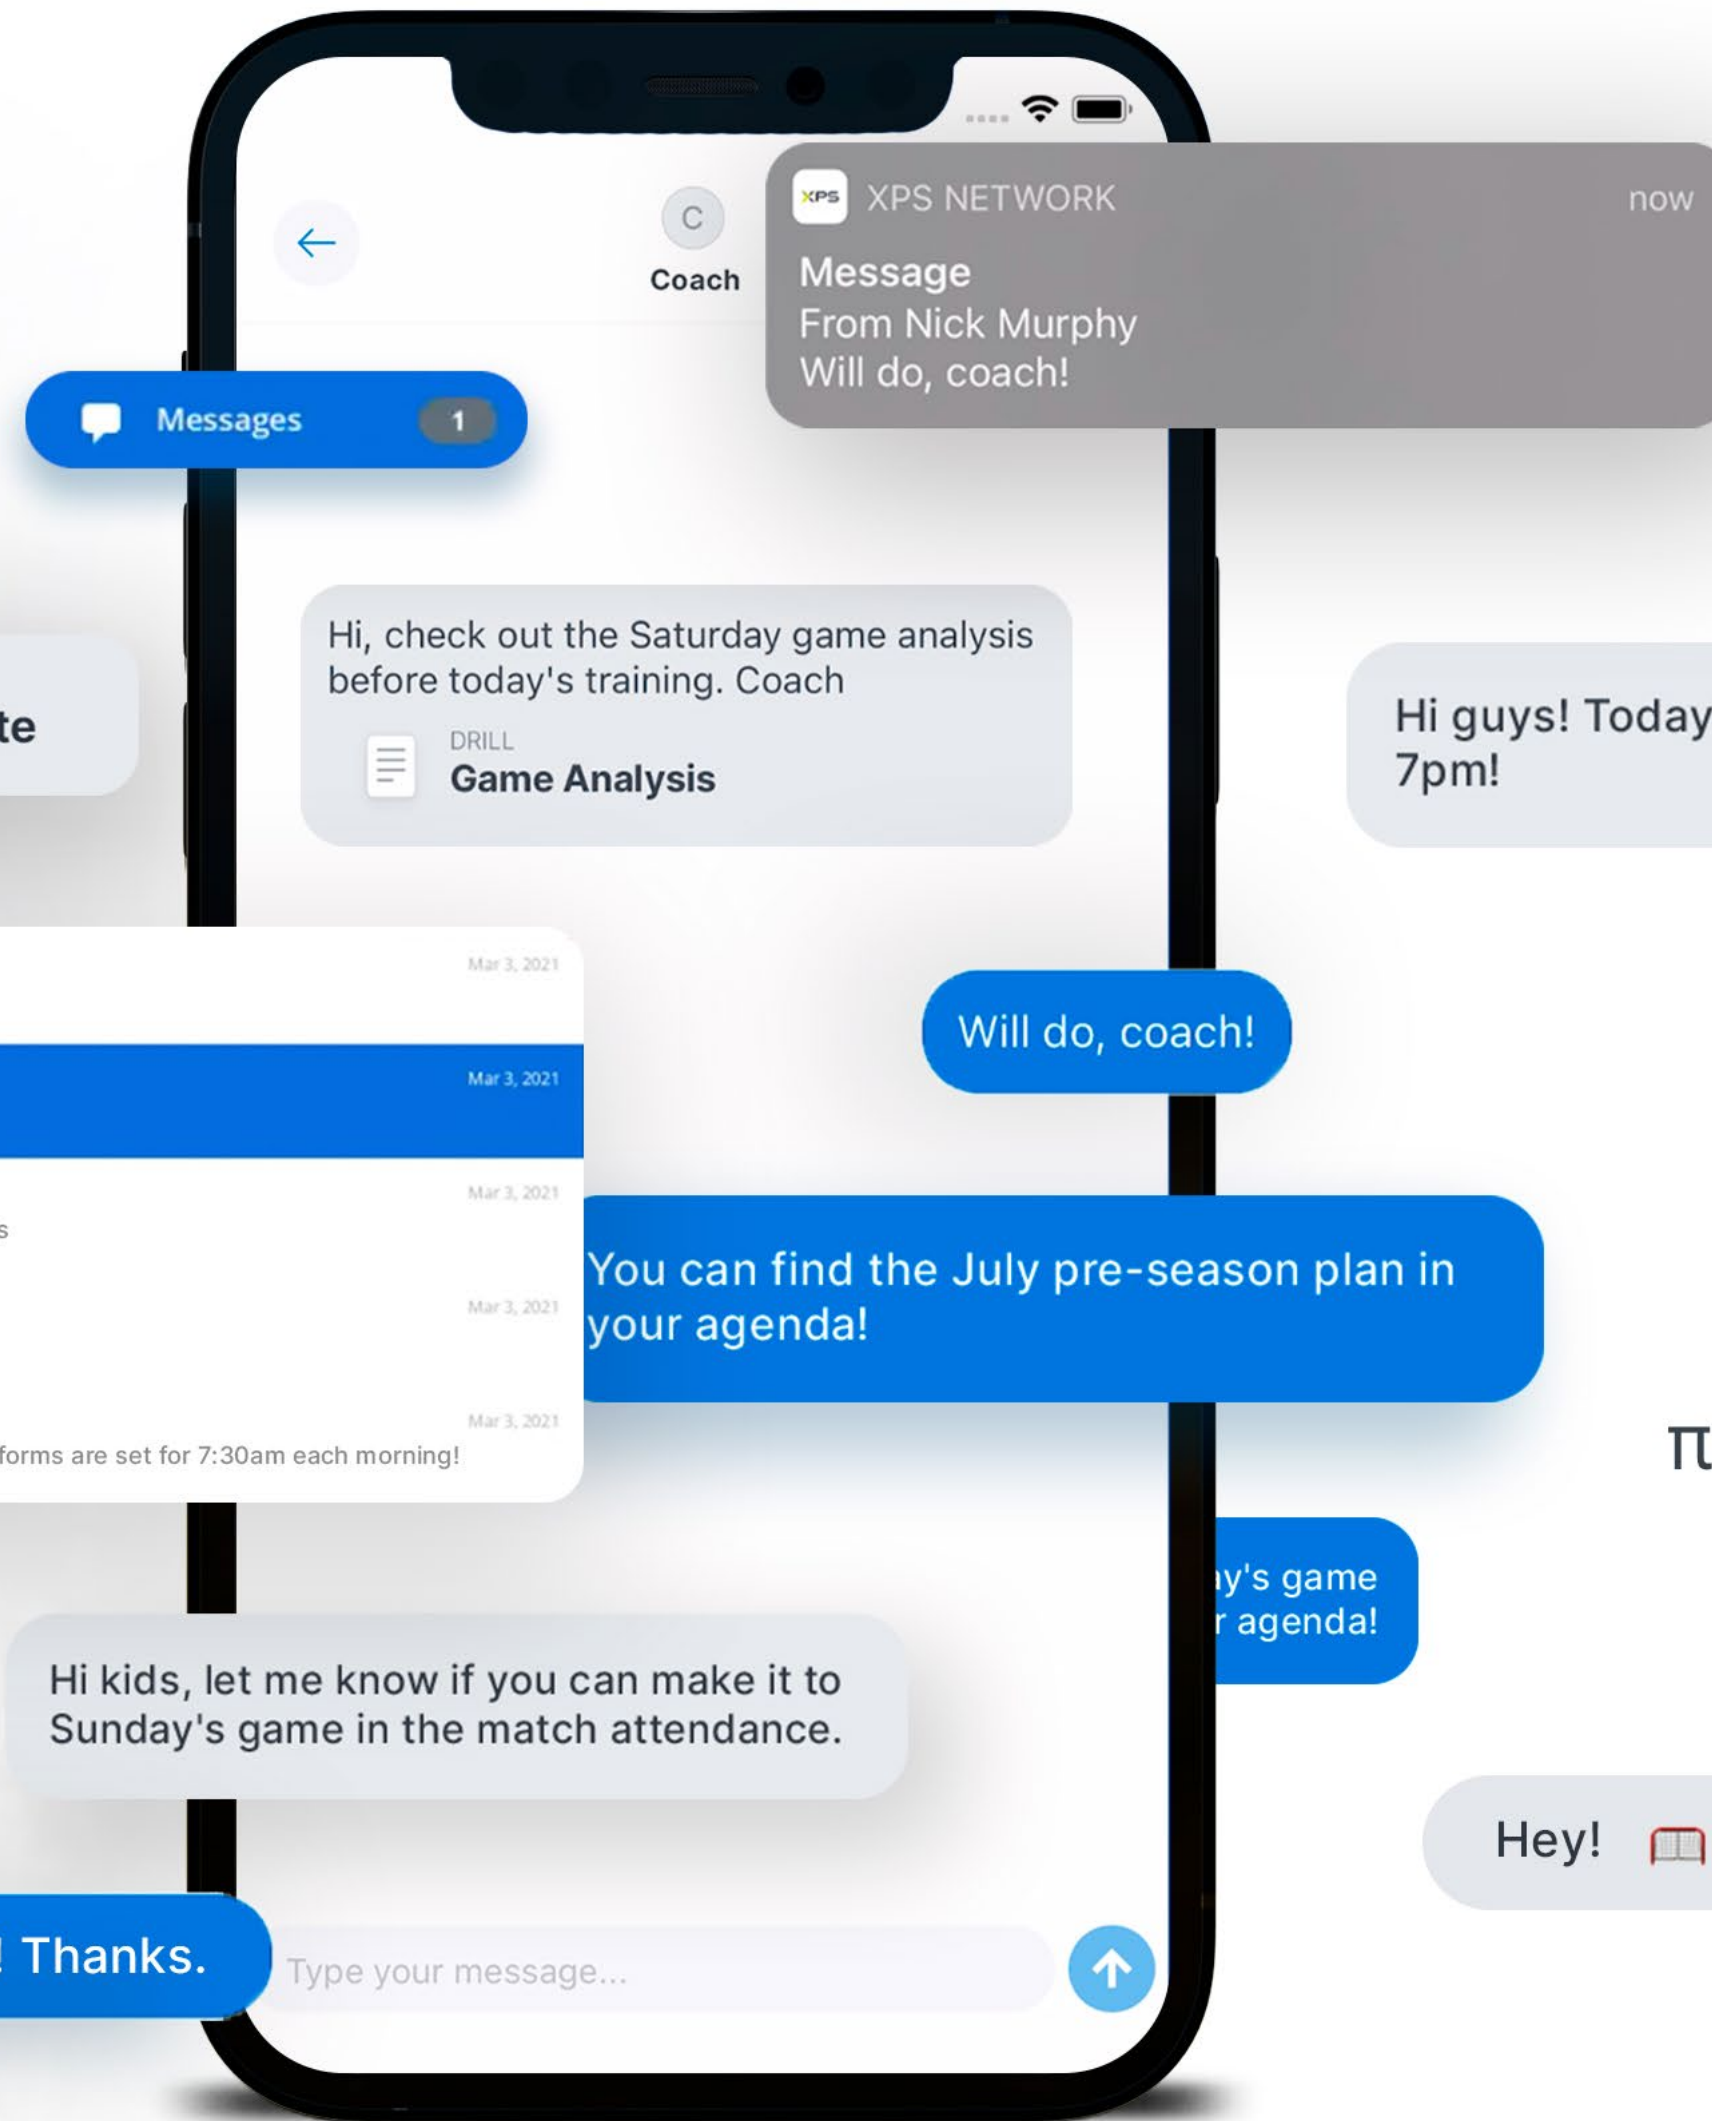 XPS
XPS NETWORK
now
C
Coach
Message
From Nick Murphy
Will do, coach!
Messages
1
Hi, check out the Saturday game analysis
before today's training. Coach
DRILL
Game Analysis
te
Hi guys! Today
7pm!
Mar 3, 2021
Mar 3, 2021
Mar 3, 2021
s
Mar 3, 2021
Mar 3, 2021
forms are set for 7:30am each morning!
Will do, coach!
You can find the July pre-season plan in
your agenda!
π
ay's game
r agenda!
Hi kids, let me know if you can make it to
Sunday's game in the match attendance.
Hey!
! Thanks.
Type your message...